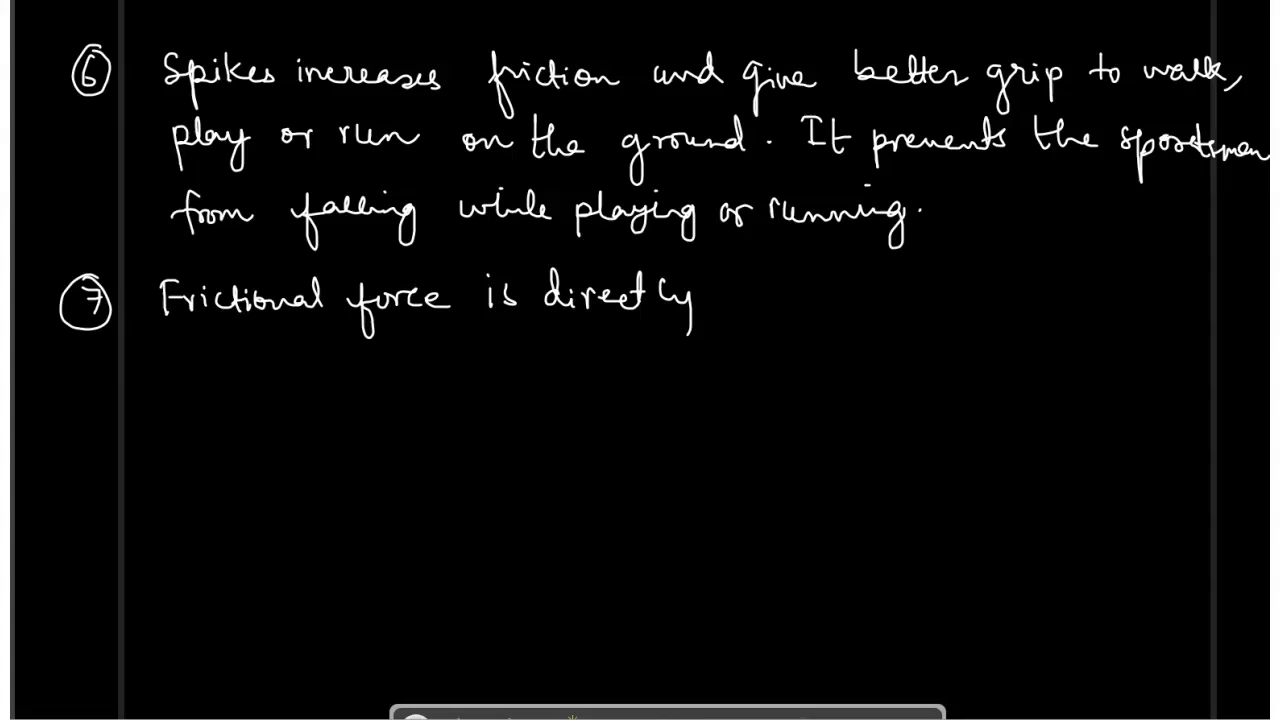 6 Spikes increases friction and give better grip to walk,
play or run on the ground. It prevents the sportsmen
from falling while playing or running.
7 Frictional force is directly